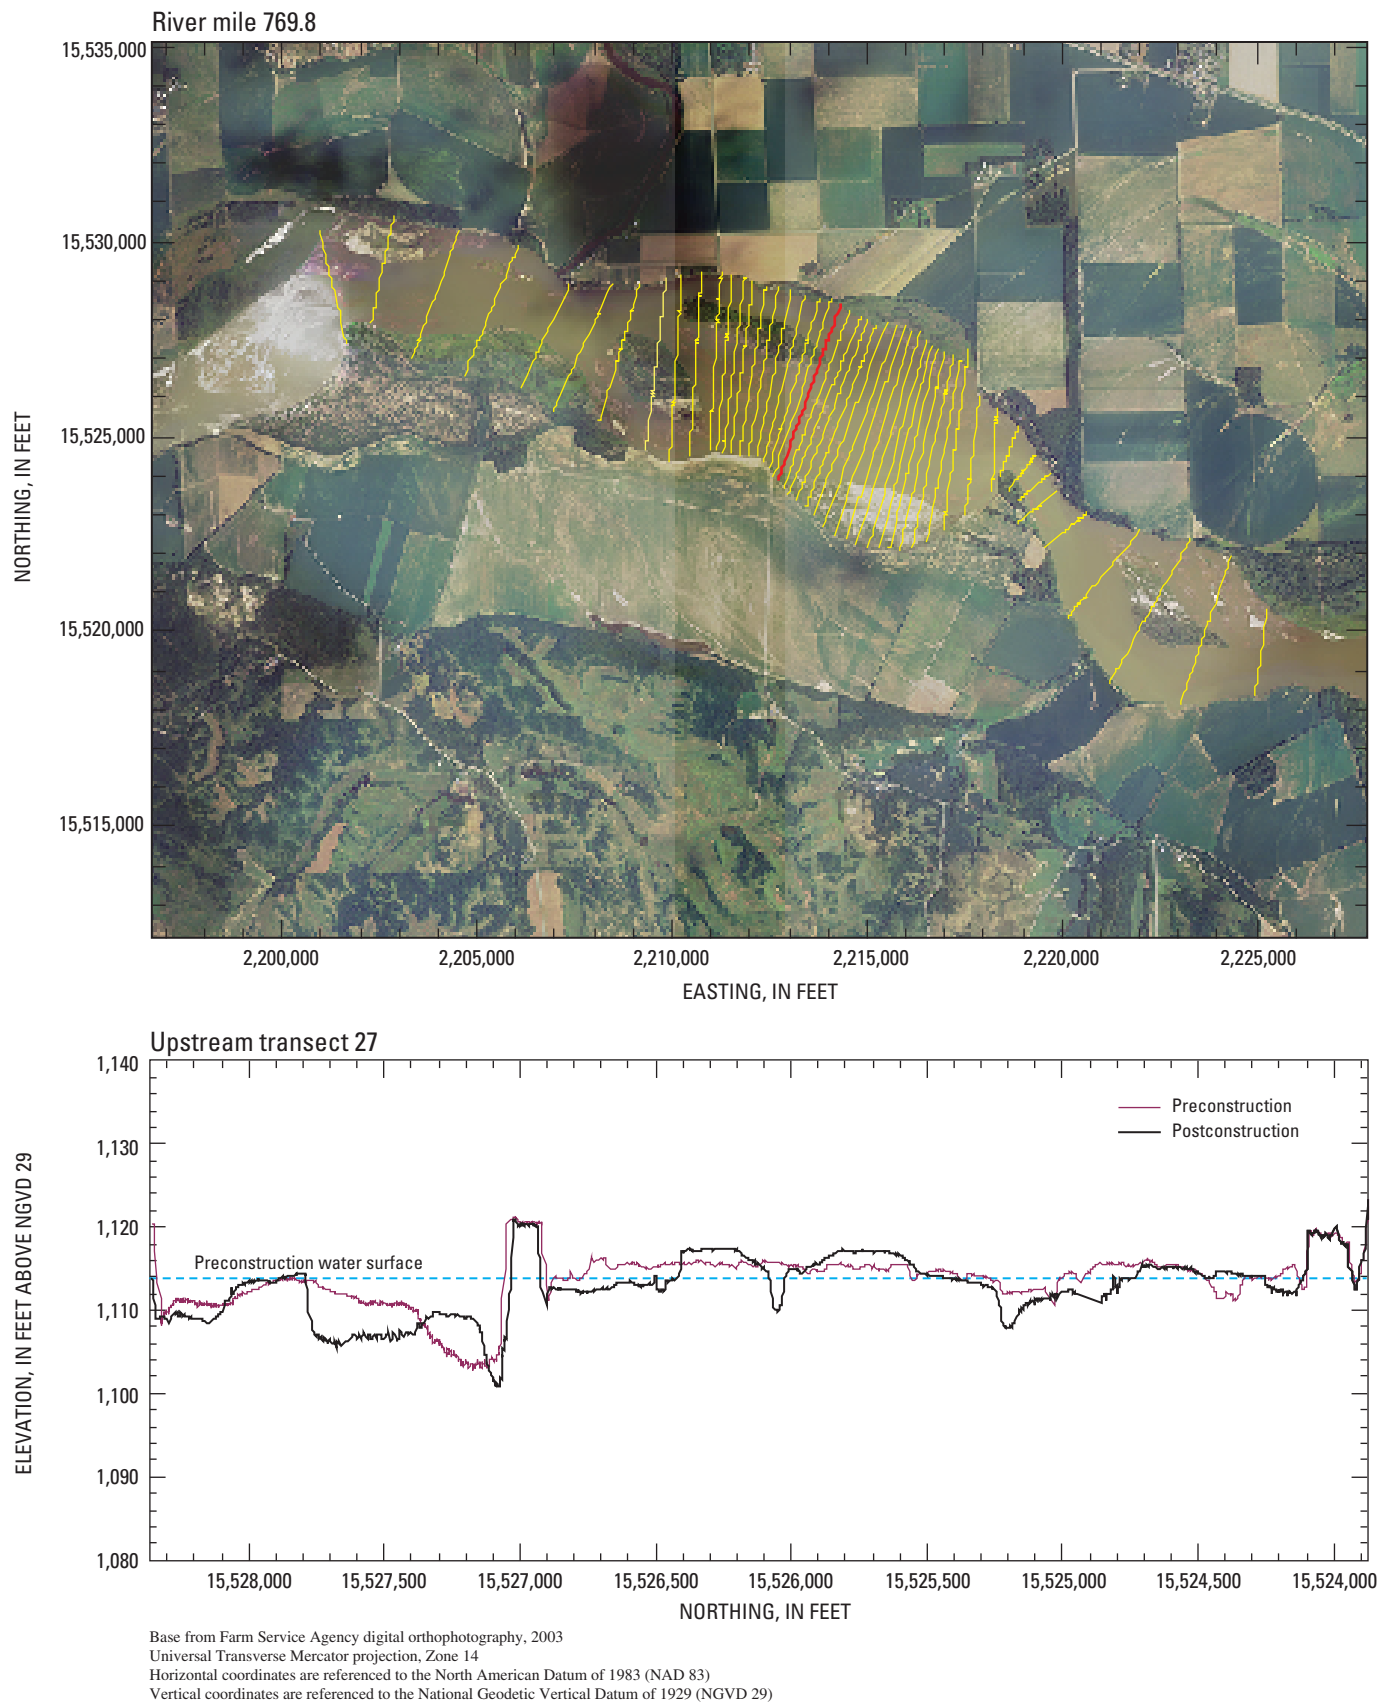 River mile 769.8
15,535,000
15,530,000
15,525,000
15,520,000
15,515,000
NORTHING, IN FEET
2,200,000 2,205,000 2,210,000 2,215,000 2,220,000 2,225,000
EASTING, IN FEET
Upstream transect 27
1,140
1,130
1,120
1,110
1,100
1,090
1,080
ELEVATION, IN FEET ABOVE NGVD 29
Preconstruction
Postconstruction
Preconstruction water surface
15,528,000 15,527,500 15,527,000 15,526,500 15,526,000 15,525,500 15,525,000 15,524,500 15,524,000
NORTHING, IN FEET
Base from Farm Service Agency digital orthophotography, 2003
Universal Transverse Mercator projection, Zone 14
Horizontal coordinates are referenced to the North American Datum of 1983 (NAD 83)
Vertical coordinates are referenced to the National Geodetic Vertical Datum of 1929 (NGVD 29)